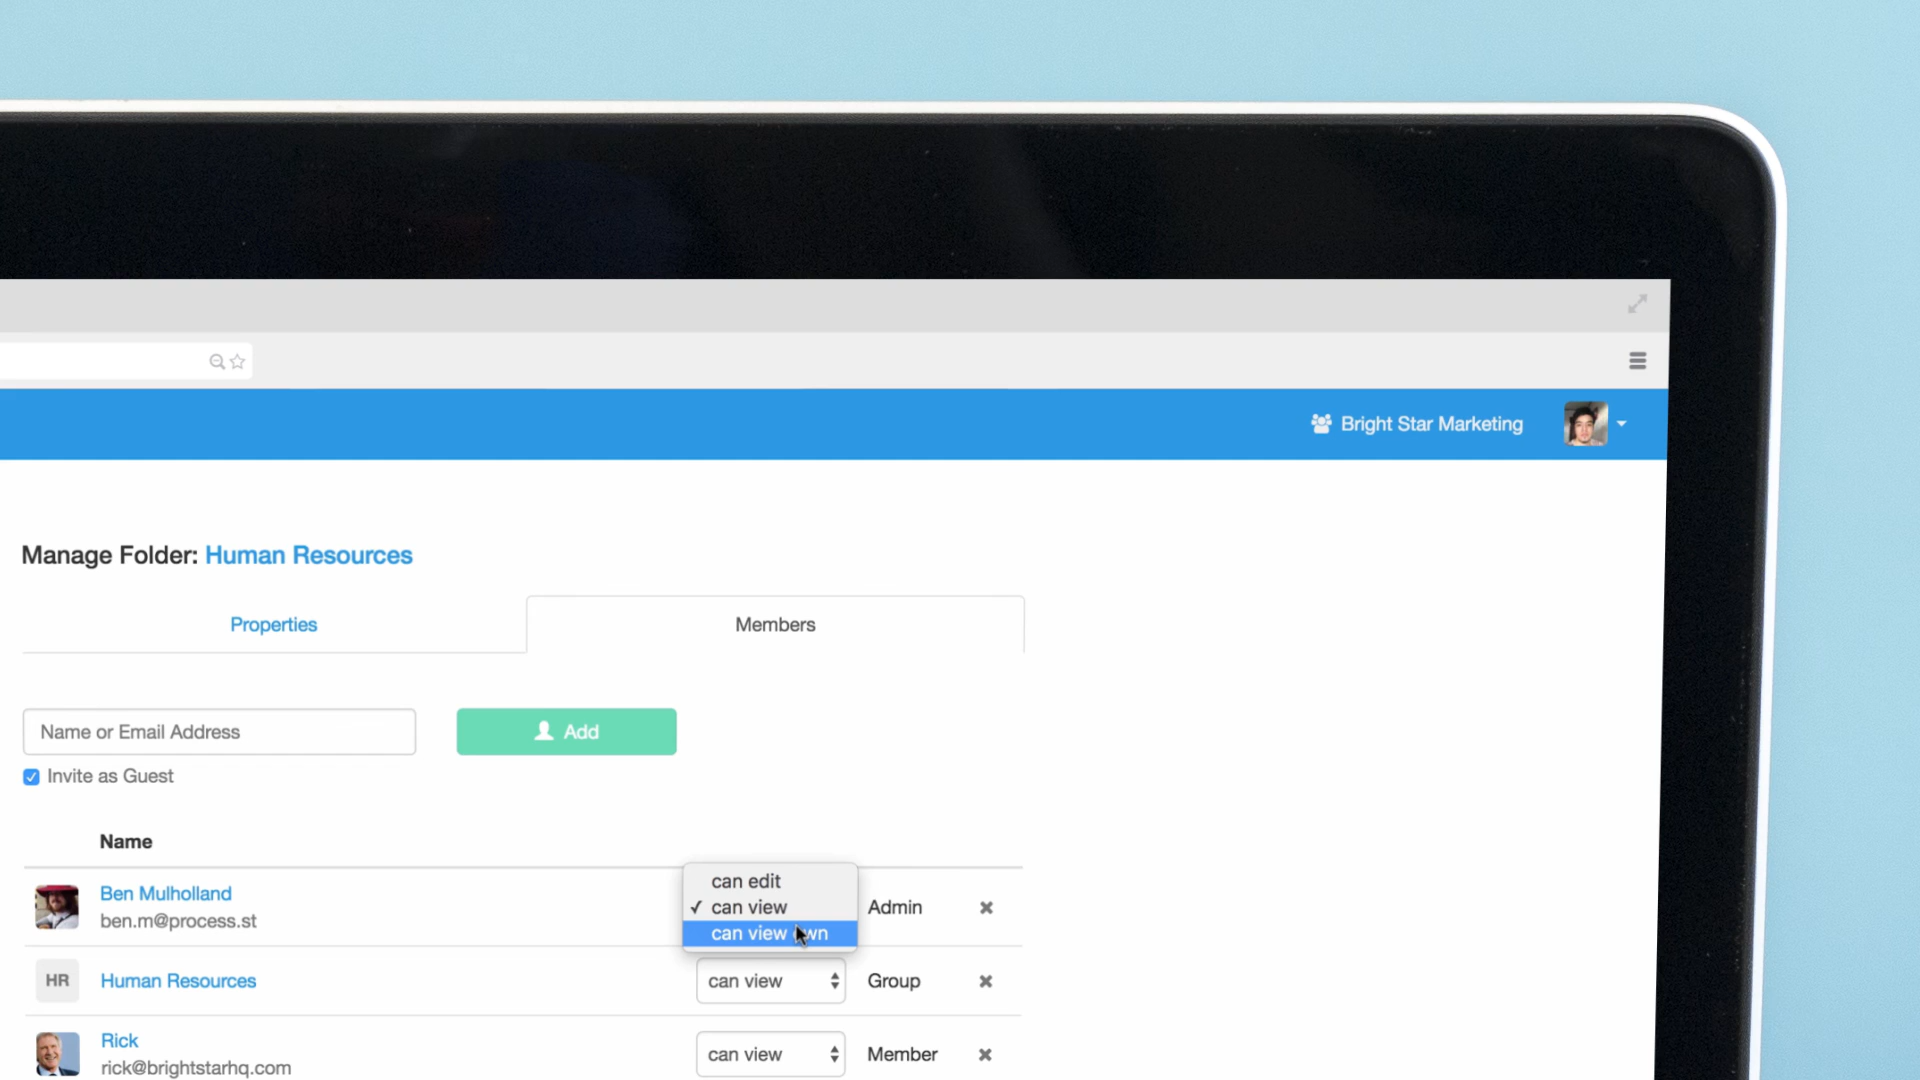 Bright Star Marketing
Manage Folder: Human Resources
Properties
Members
Name or Email Address
Add
Invite as Guest
Name
Ben Mulholland
ben.m@process.st
can edit
✓ can view
can view own
Admin
HR
Human Resources
can view
Group
Rick
rick@brightstarhq.com
can view
Member